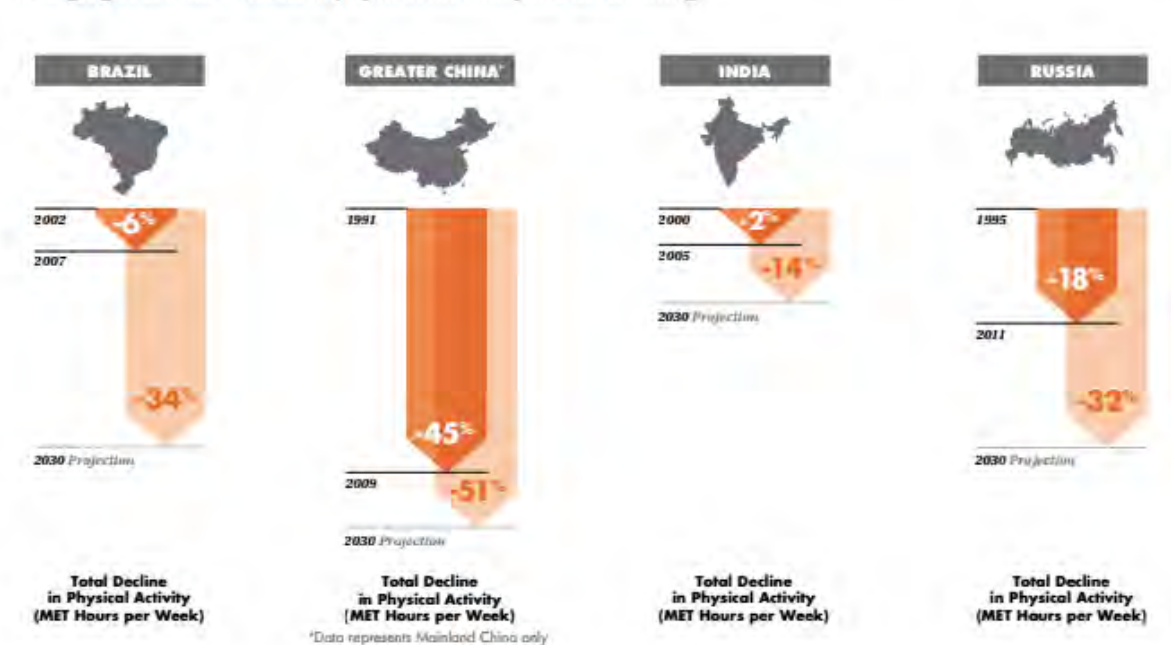 BRAZIL
2002
-6%
2007
-34%
2030 Projection
Total Decline
in Physical Activity
(MET Hours per Week)
GREATER CHINA*
1991
-45%
2009
-51%
2030 Projection
Total Decline
in Physical Activity
(MET Hours per Week)
*Data represents Mainland China only
INDIA
2000
-2%
2005
-14%
2030 Projection
Total Decline
in Physical Activity
(MET Hours per Week)
RUSSIA
1995
-18%
2011
-32%
2030 Projection
Total Decline
in Physical Activity
(MET Hours per Week)